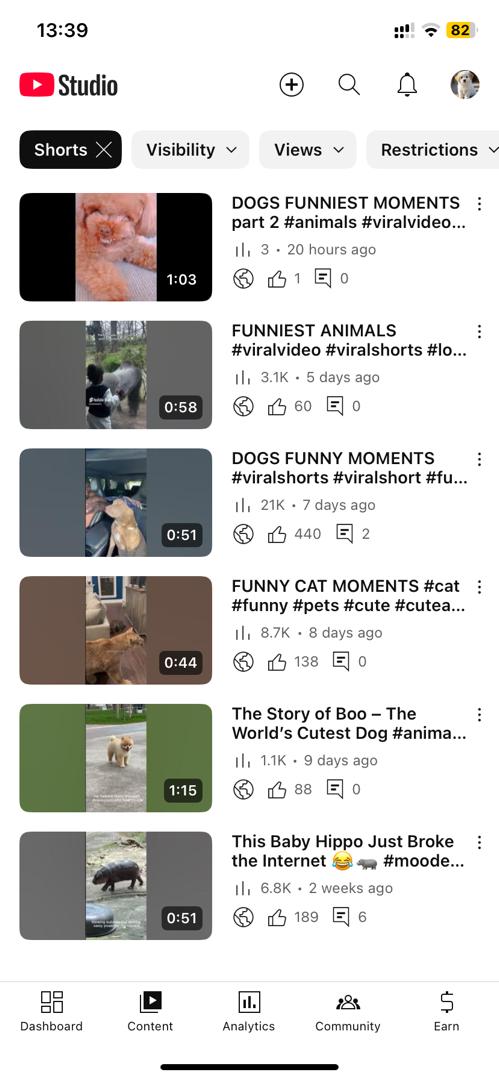 13:39
82
Studio
Shorts
Visibility
Views
Restrictions
DOGS FUNNIEST MOMENTS
part 2 #animals #viralvideo...
3 • 20 hours ago
1 0
1:03
FUNNIEST ANIMALS
#viralvideo #viralshorts #lo...
3.1K • 5 days ago
60 0
0:58
DOGS FUNNY MOMENTS
#viralshorts #viralshort #fu...
21K • 7 days ago
440 2
0:51
FUNNY CAT MOMENTS #cat
#funny #pets #cute #cutea...
8.7K • 8 days ago
138 0
0:44
The Story of Boo – The
World’s Cutest Dog #anima...
1.1K • 9 days ago
88 0
1:15
This Baby Hippo Just Broke
the Internet 😂🦛 #moode...
6.8K • 2 weeks ago
189 6
0:51
Dashboard
Content
Analytics
Community
Earn